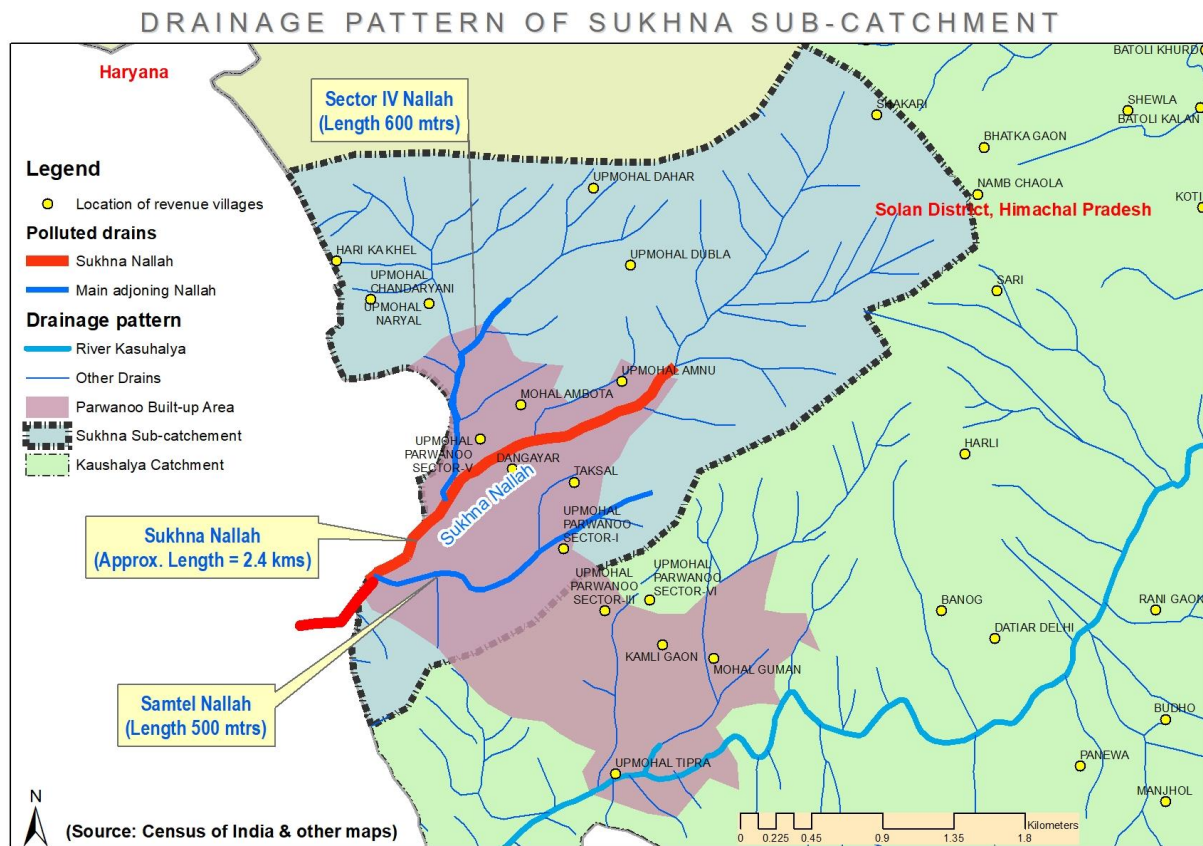 DRAINAGE PATTERN OF SUKHNA SUB-CATCHMENT
Haryana
Sector IV Nallah
(Length 600 mtrs)
BATOLI KHURD
SHEWLA
BATOLI KALAN
SHAKARI
BHATKA GAON
NAMB CHAOLA
KOTI
Solan District, Himachal Pradesh
Legend
Location of revenue villages
Polluted drains
Sukhna Nallah
Main adjoning Nallah
Drainage pattern
River Kasuhalya
Other Drains
Parwanoo Built-up Area
Sukhna Sub-catchement
Kaushalya Catchment
UPMOHAL DAHAR
HARI KA KHEL
UPMOHAL
CHANDARYANI
UPMOHAL
NARYAL
UPMOHAL DUBLA
SARI
UPMOHAL AMNU
MOHAL AMBOTA
UPMOHAL
PARWANOO
SECTOR-V
DANGAYAR
TAKSAL
HARLI
Sukhna Nallah
UPMOHAL
PARWANOO
SECTOR-I
Sukhna Nallah
(Approx. Length = 2.4 kms)
UPMOHAL
PARWANOO
SECTOR-III
UPMOHAL
PARWANOO
SECTOR-VI
BANOG
RANI GAOK
DATIAR DELHI
KAMLI GAON
MOHAL GUMAN
Samtel Nallah
(Length 500 mtrs)
BUDHO
UPMOHAL TIPRA
PANEWA
MANJHOL
N
(Source: Census of India & other maps)
Kilometers
0 0.225 0.45 0.9 1.35 1.8